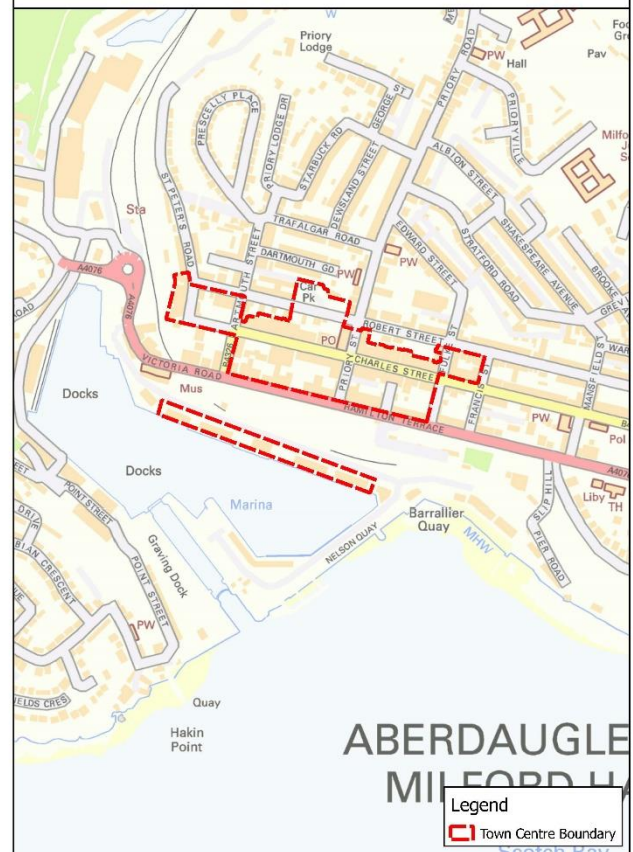 W
Priory
Lodge
PW
Hall
Pav
PRIORY ROAD
PRIORYVILLE
PRESCELLY PLACE
PRIORY LODGE DR
STARBUCK RD
GEORGE ST
DEWSLAND STREET
ALBION STREET
ST PETER'S ROAD
Sta
TRAFALGAR ROAD
DARTMOUTH GD
PW
PW
EDWARD STREET
STRATFORD ROAD
SHAKESPEARE AVENUE
A4076
A4076
Car
Pk
ROBERT STREET
PO
PRIORY ST
CHARLES STREET
FRANCIS ST
MANSFIELD ST
VICTORIA ROAD
HAMILTON TERRACE
Docks
Mus
PW
Pol
A4076
Docks
Marina
Liby
TH
SLIP HILL
PIER ROAD
Barrallier
Quay
MHW
NELSON QUAY
POINT STREET
Graving Dock
POINT STREET
PW
Quay
Hakin
Point
ABERDAUGLE
Legend
Town Centre Boundary